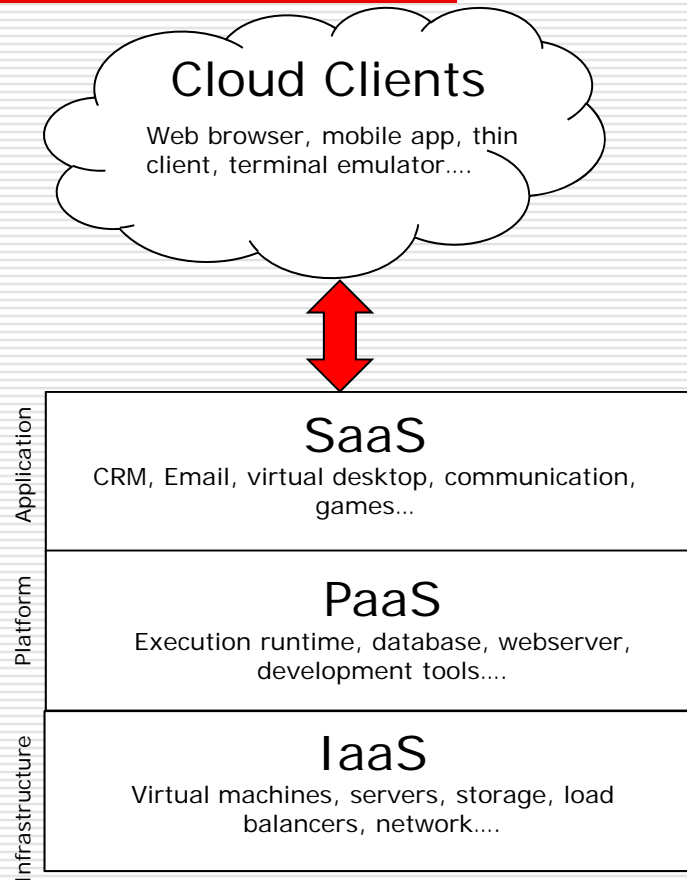 Cloud Clients
Web browser, mobile app, thin
client, terminal emulator....
Application
SaaS
CRM, Email, virtual desktop, communication,
games...
Platform
PaaS
Execution runtime, database, webserver,
development tools....
Infrastructure
IaaS
Virtual machines, servers, storage, load
balancers, network....